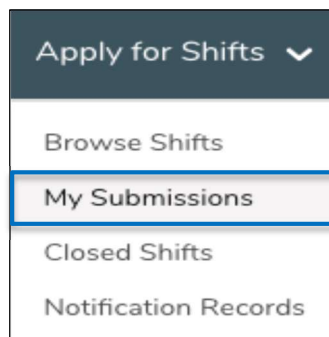 Apply for Shifts
Browse Shifts
My Submissions
Closed Shifts
Notification Records